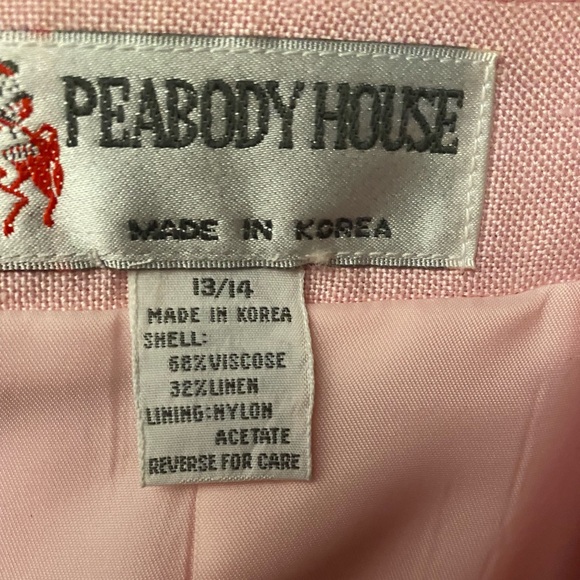 PEABODY HOUSE
MADE IN KOREA
13/14
MADE IN KOREA
SHELL:
68% VISCOSE
32% LINEN
LINING: NYLON
ACETATE
REVERSE FOR CARE